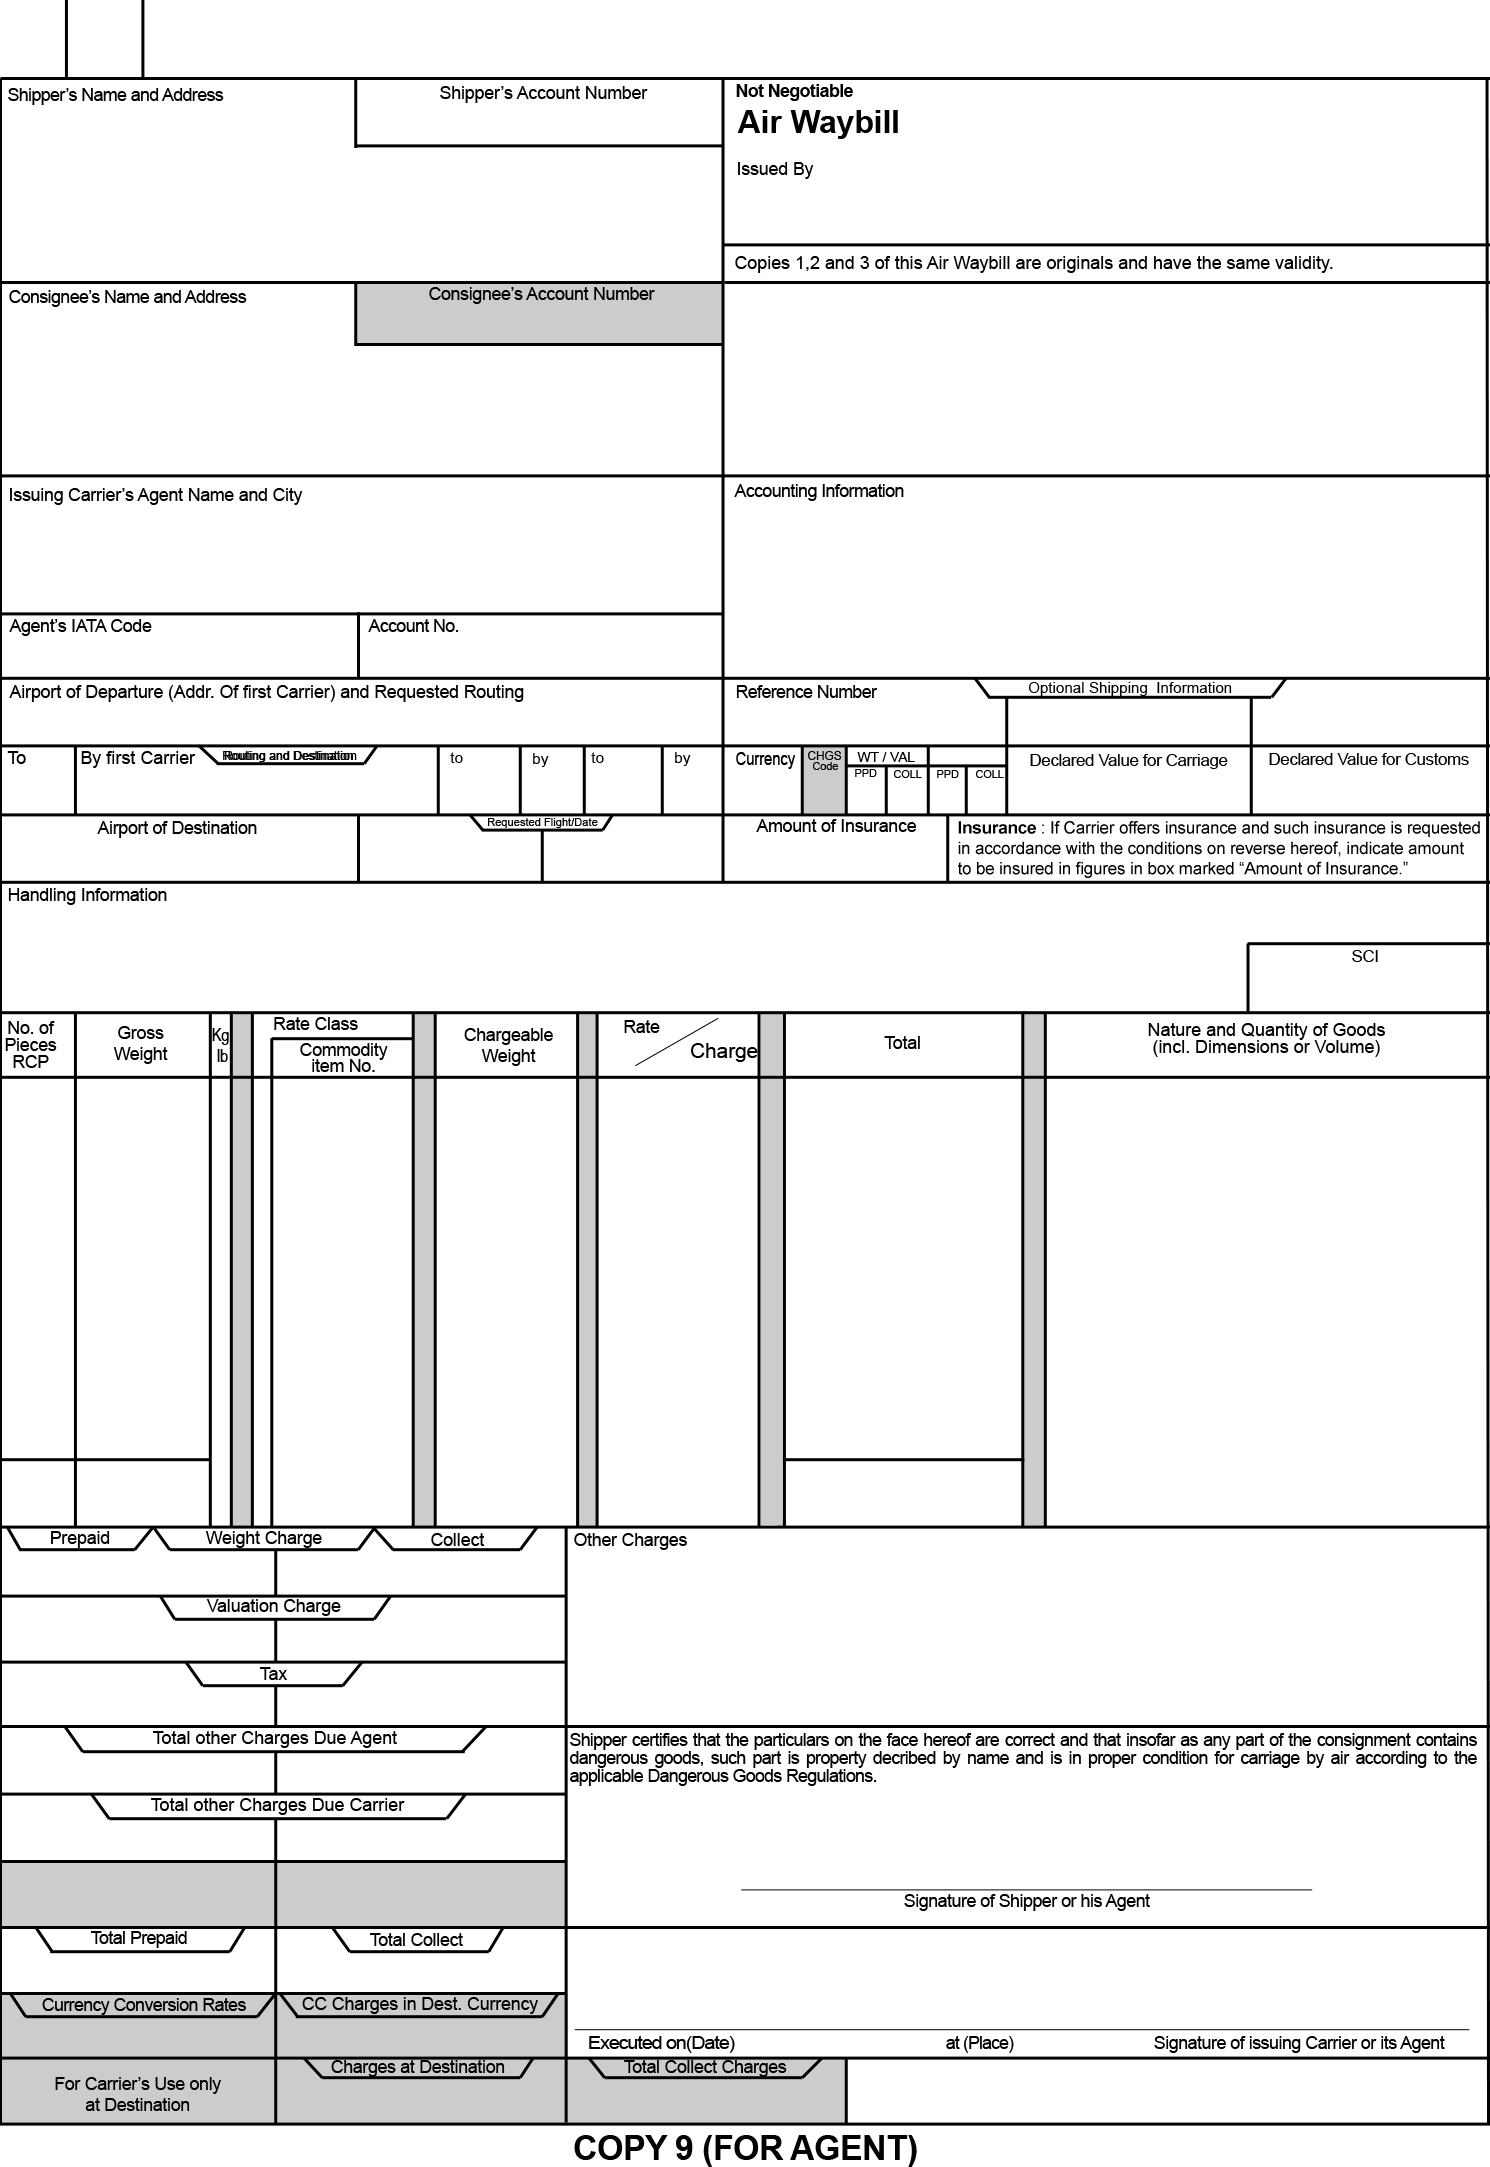 Shipper's Name and Address
Shipper's Account Number
Not Negotiable
Air Waybill
Issued By
Copies 1,2 and 3 of this Air Waybill are originals and have the same validity.
Consignee's Name and Address
Consignee's Account Number
Issuing Carrier's Agent Name and City
Accounting Information
Agent's IATA Code
Account No.
Airport of Departure (Addr. Of first Carrier) and Requested Routing
Reference Number
Optional Shipping Information
To
By first Carrier
Routing and Destination
to
by
to
by
Currency
CHGS
Code
WT / VAL
PPD
COLL
PPD
COLL
Declared Value for Carriage
Declared Value for Customs
Airport of Destination
Requested Flight/Date
Amount of Insurance
Insurance : If Carrier offers insurance and such insurance is requested
in accordance with the conditions on reverse hereof, indicate amount
to be insured in figures in box marked “Amount of Insurance.”
Handling Information
SCI
No. of
Pieces
RCP
Gross
Weight
Kg
lb
Rate Class
Commodity
item No.
Chargeable
Weight
Rate
Charge
Total
Nature and Quantity of Goods
(incl. Dimensions or Volume)
Prepaid
Weight Charge
Collect
Other Charges
Valuation Charge
Tax
Total other Charges Due Agent
Shipper certifies that the particulars on the face hereof are correct and that insofar as any part of the consignment contains
dangerous goods, such part is property decribed by name and is in proper condition for carriage by air according to the
applicable Dangerous Goods Regulations.
Total other Charges Due Carrier
Signature of Shipper or his Agent
Total Prepaid
Total Collect
Currency Conversion Rates
CC Charges in Dest. Currency
Executed on(Date)
at (Place)
Signature of issuing Carrier or its Agent
For Carrier's Use only
at Destination
Charges at Destination
Total Collect Charges
COPY 9 (FOR AGENT)